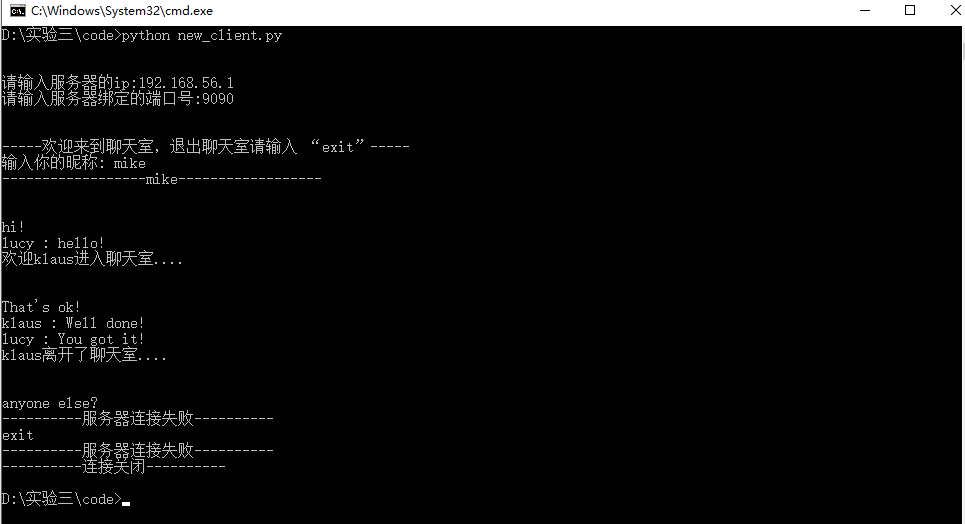 C:\Windows\System32\cmd.exe
D:\实验三\code>python new_client.py
请输入服务器的ip:192.168.56.1
请输入服务器绑定的端口号:9090
-----欢迎来到聊天室，退出聊天室请输入 “exit”-----
输入你的昵称: mike
------------------mike------------------
hi!
lucy : hello!
欢迎klaus进入聊天室....
That's ok!
klaus : Well done!
lucy : You got it!
klaus离开了聊天室....
anyone else?
----------服务器连接失败----------
exit
----------服务器连接失败----------
----------连接关闭----------
D:\实验三\code>